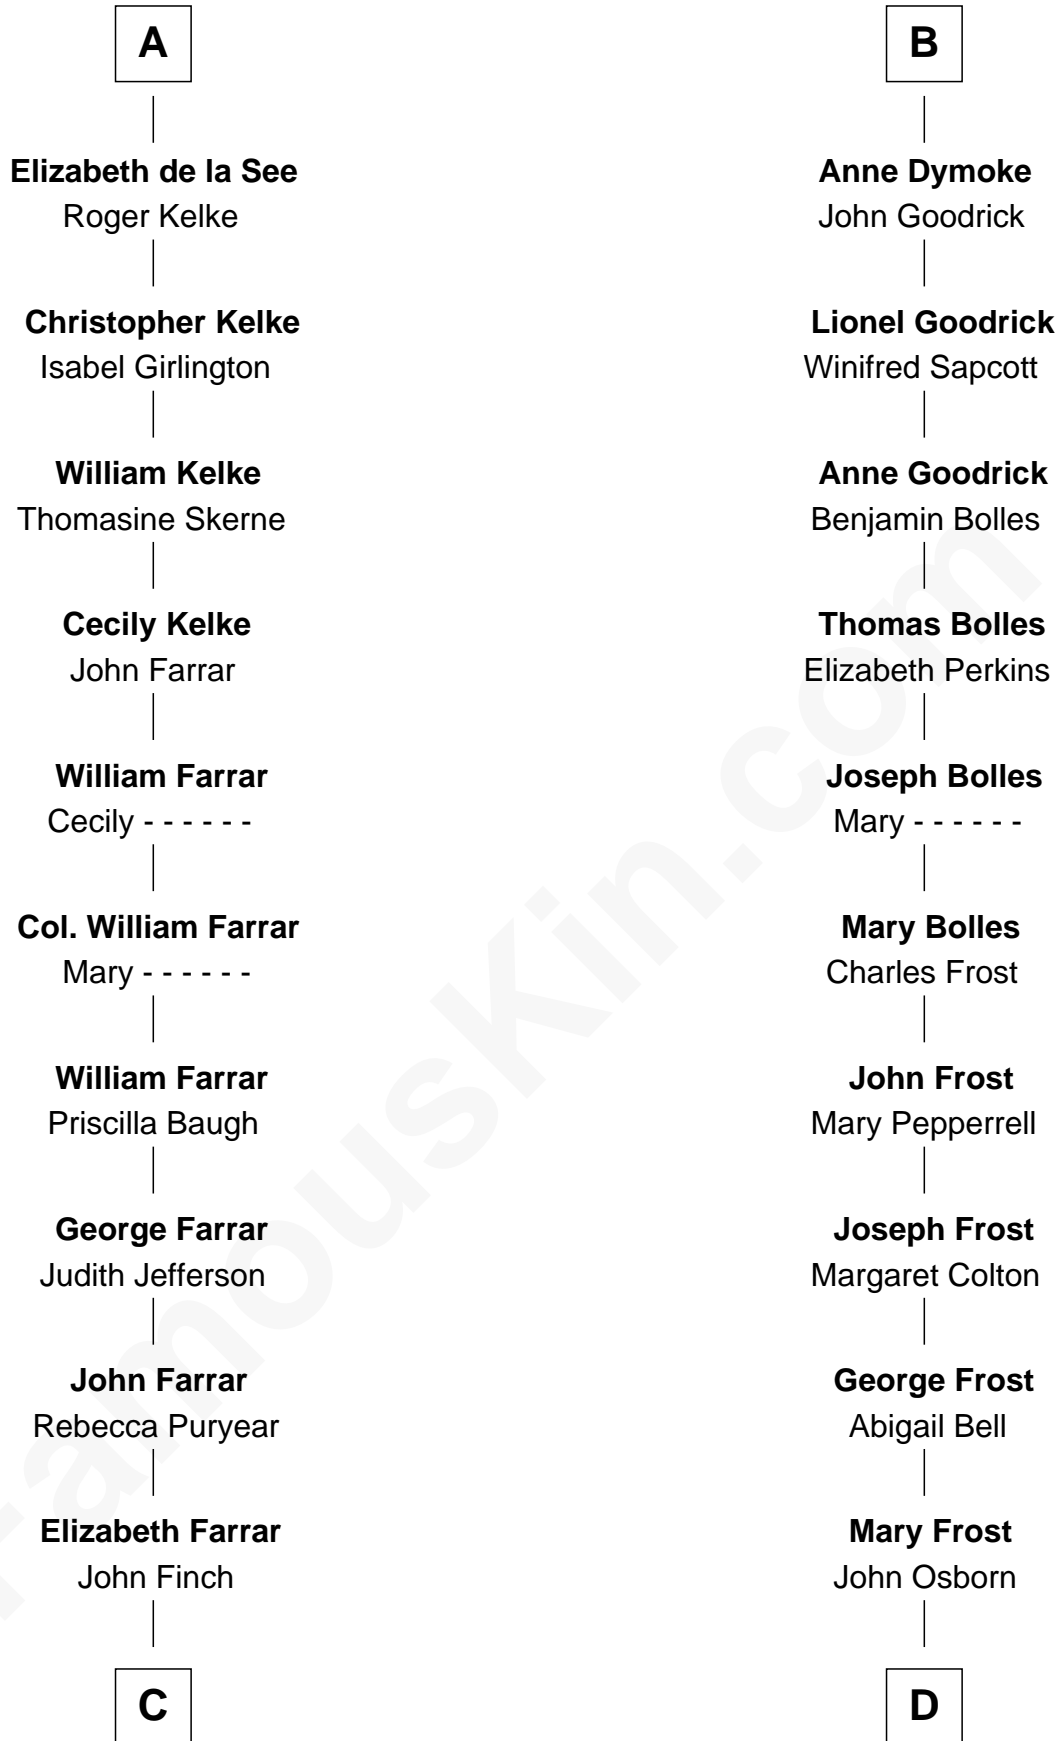 A
Elizabeth de la See
Roger Kelke
Christopher Kelke
Isabel Girlington
William Kelke
Thomasine Skerne
Cecily Kelke
John Farrar
William Farrar
Cecily - - - - - -
Col. William Farrar
Mary - - - - - -
William Farrar
Priscilla Baugh
George Farrar
Judith Jefferson
John Farrar
Rebecca Puryear
Elizabeth Farrar
John Finch
C
B
Anne Dymoke
John Goodrick
Lionel Goodrick
Winifred Sapcott
Anne Goodrick
Benjamin Bolles
Thomas Bolles
Elizabeth Perkins
Joseph Bolles
Mary - - - - - -
Mary Bolles
Charles Frost
John Frost
Mary Pepperrell
Joseph Frost
Margaret Colton
George Frost
Abigail Bell
Mary Frost
John Osborn
D
FamousKin.com